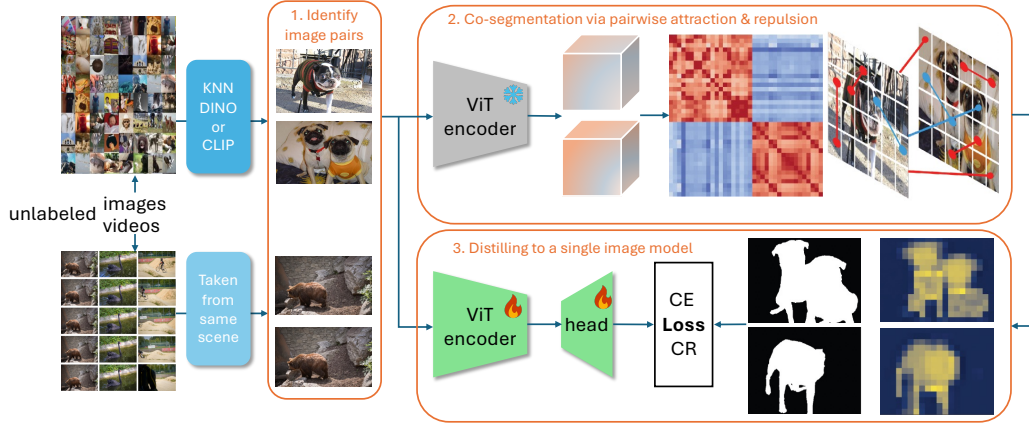 1. Identify
image pairs
2. Co-segmentation via pairwise attraction & repulsion
KNN
DINO
or
CLIP
ViT
encoder
unlabeled
images
videos
Taken
from
same
scene
3. Distilling to a single image model
ViT
encoder
head
CE
Loss
CR